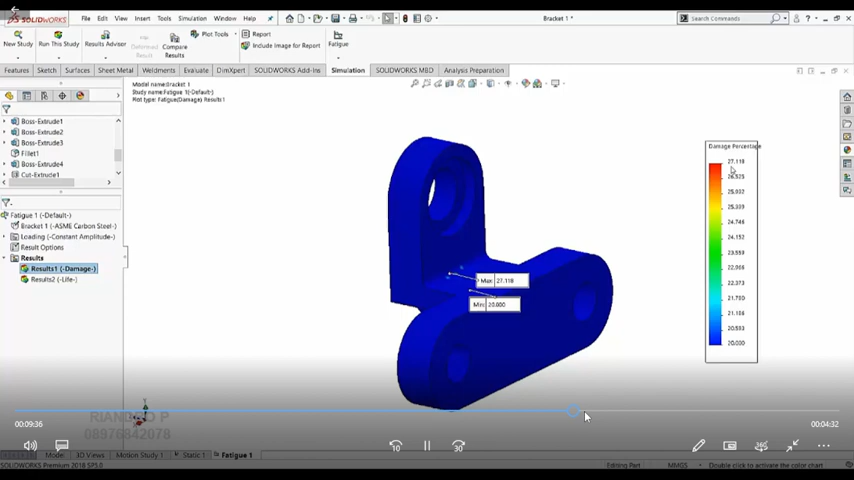 SOLIDWORKS
File Edit View Insert Tools Simulation Window Help
Bracket 1 *
Search Commands
New Study
Run This Study
Results Advisor
Deformed Result
Compare Results
Plot Tools
Report
Include Image for Report
Fatigue
Features Sketch Surfaces Sheet Metal Weldments Evaluate DimXpert SOLIDWORKS Add-Ins Simulation SOLIDWORKS MBD Analysis Preparation
Model name:Bracket 1
Study name:Fatigue 1(-Default-)
Plot type: Fatigue(Damage) Results1
Boss-Extrude1
Boss-Extrude2
Boss-Extrude3
Fillet1
Boss-Extrude4
Cut-Extrude1
Fatigue 1 (-Default-)
Bracket 1 (-ASME Carbon Steel-)
Loading (-Constant Amplitude-)
Result Options
Results
Results1 (-Damage-)
Results2 (-Life-)
Max: 27.118
Min: 20.000
Damage Percentage
27.118
26.525
25.932
25.339
24.746
24.152
23.559
22.966
22.373
21.780
21.186
20.593
20.000
RIANDRO P
08976842078
00:09:36
00:04:32
10
30
Model 3D Views Motion Study 1 Static 1 Fatigue 1
SOLIDWORKS Premium 2018 SP5.0
Editing Part MMGS Double click to activate the color chart